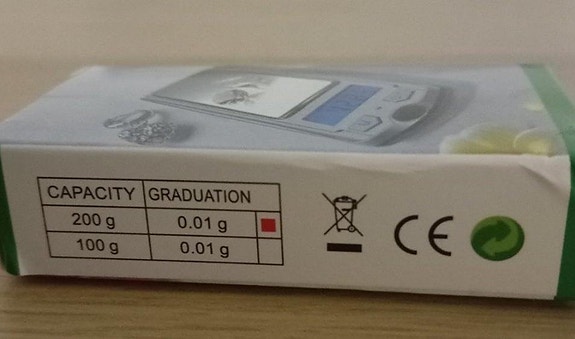 CAPACITY GRADUATION
200 g 0.01 g
100 g 0.01 g
CE